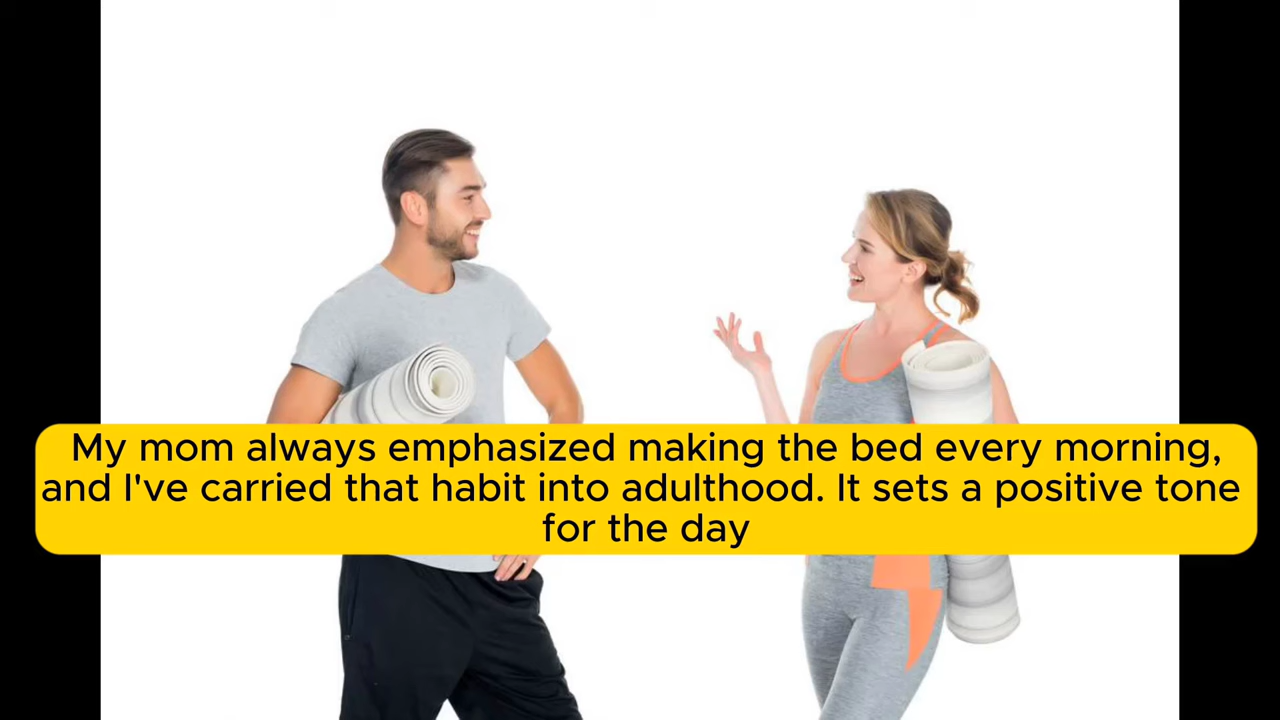 My mom always emphasized making the bed every morning,
and I've carried that habit into adulthood. It sets a positive tone
for the day